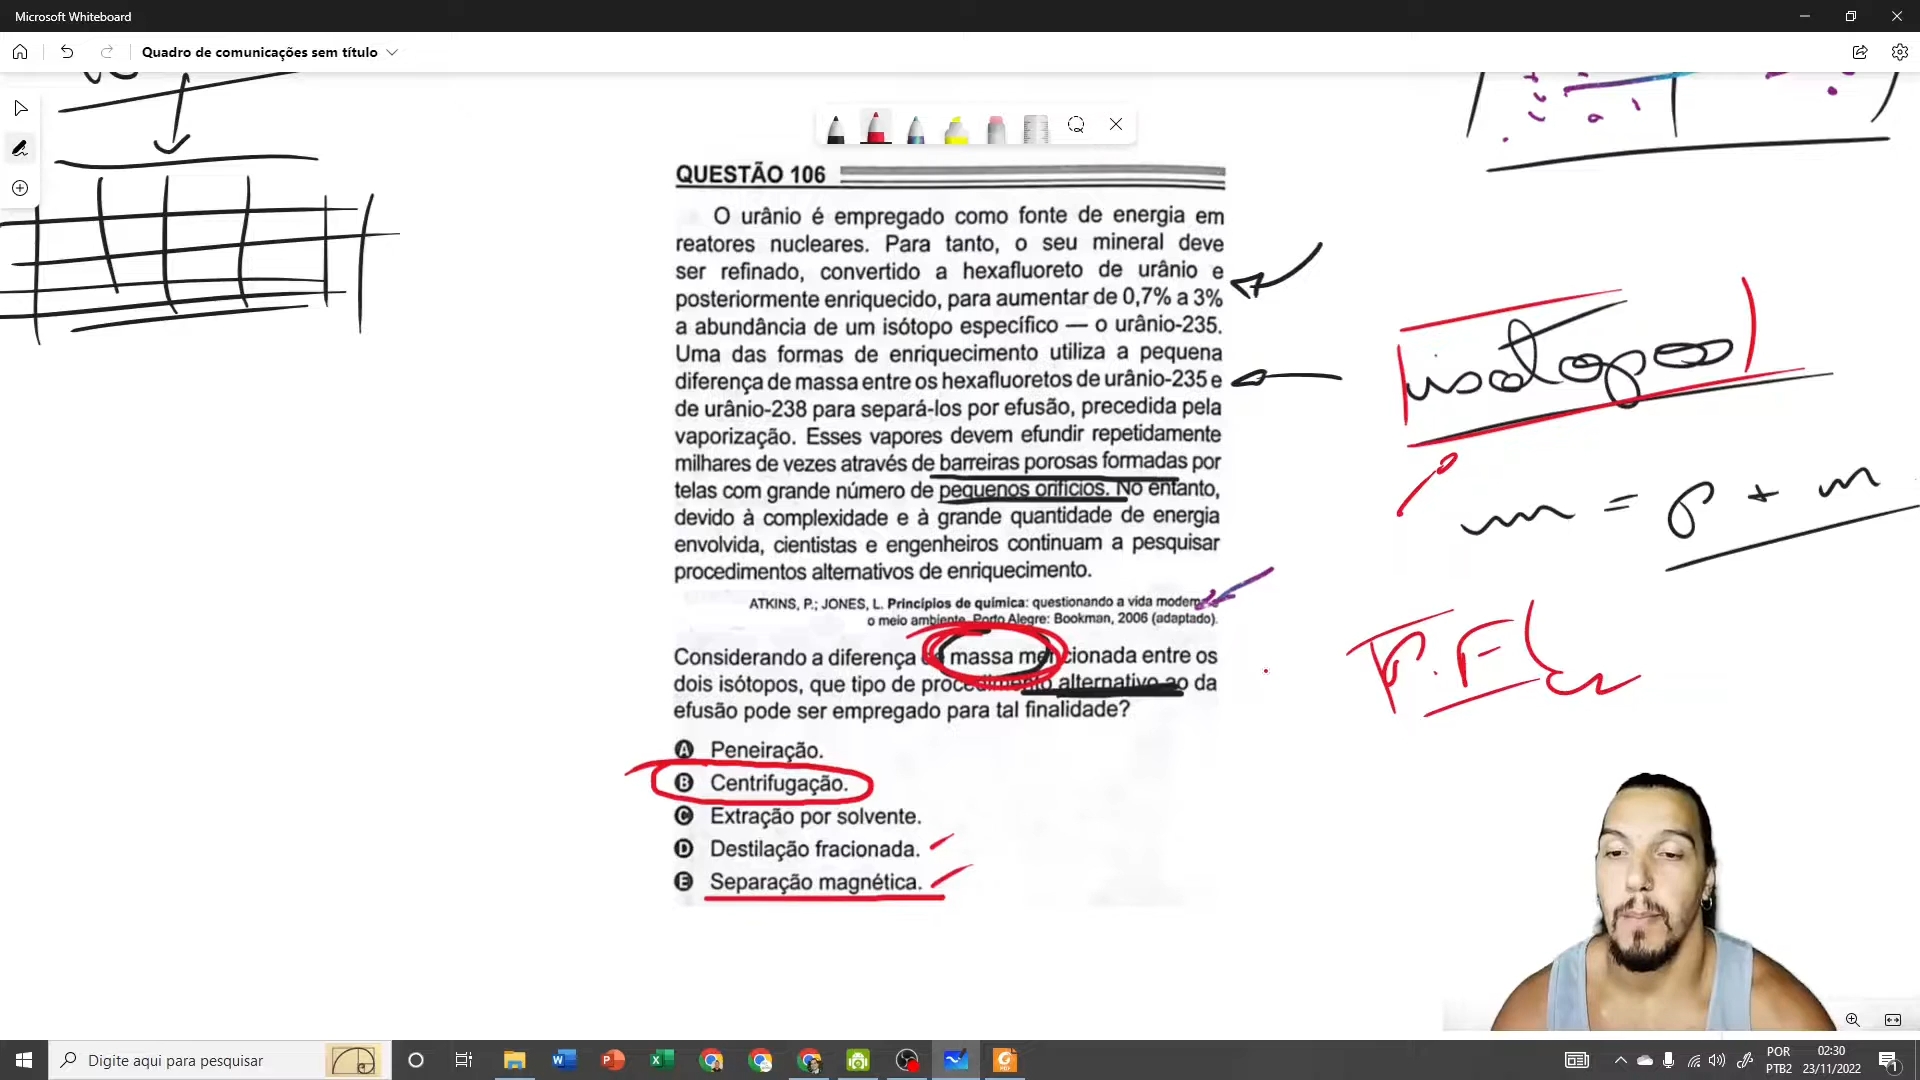 Microsoft Whiteboard
Quadro de comunicações sem título
QUESTÃO 106
O urânio é empregado como fonte de energia em
reatores nucleares. Para tanto, o seu mineral deve
ser refinado, convertido a hexafluoreto de urânio e
posteriormente enriquecido, para aumentar de 0,7% a 3%
a abundância de um isótopo específico — o urânio-235.
Uma das formas de enriquecimento utiliza a pequena
diferença de massa entre os hexafluoretos de urânio-235 e
de urânio-238 para separá-los por efusão, precedida pela
vaporização. Esses vapores devem efundir repetidamente
milhares de vezes através de barreiras porosas formadas por
telas com grande número de pequenos orifícios. No entanto,
devido à complexidade e à grande quantidade de energia
envolvida, cientistas e engenheiros continuam a pesquisar
procedimentos alternativos de enriquecimento.
ATKINS, P.; JONES, L. Princípios de química: questionando a vida moderna
o meio ambiente. Porto Alegre: Bookman, 2006 (adaptado).
Considerando a diferença de massa mencionada entre os
dois isótopos, que tipo de procedimento alternativo ao da
efusão pode ser empregado para tal finalidade?
A Peneiração.
B Centrifugação.
C Extração por solvente.
D Destilação fracionada.
E Separação magnética.
isotopos
m = p + n
P.F
Digite aqui para pesquisar
POR
PTB2
02:30
23/11/2022
1